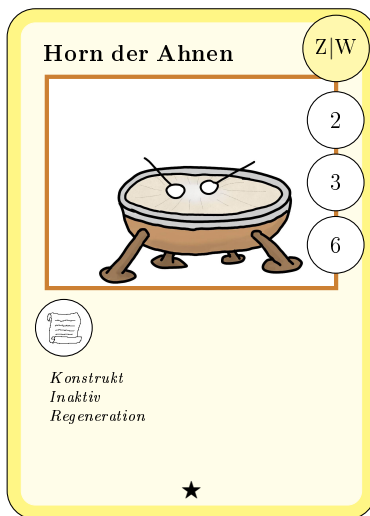 Horn der Ahnen
Z|W
2
3
6
Konstrukt
Inaktiv
Regeneration